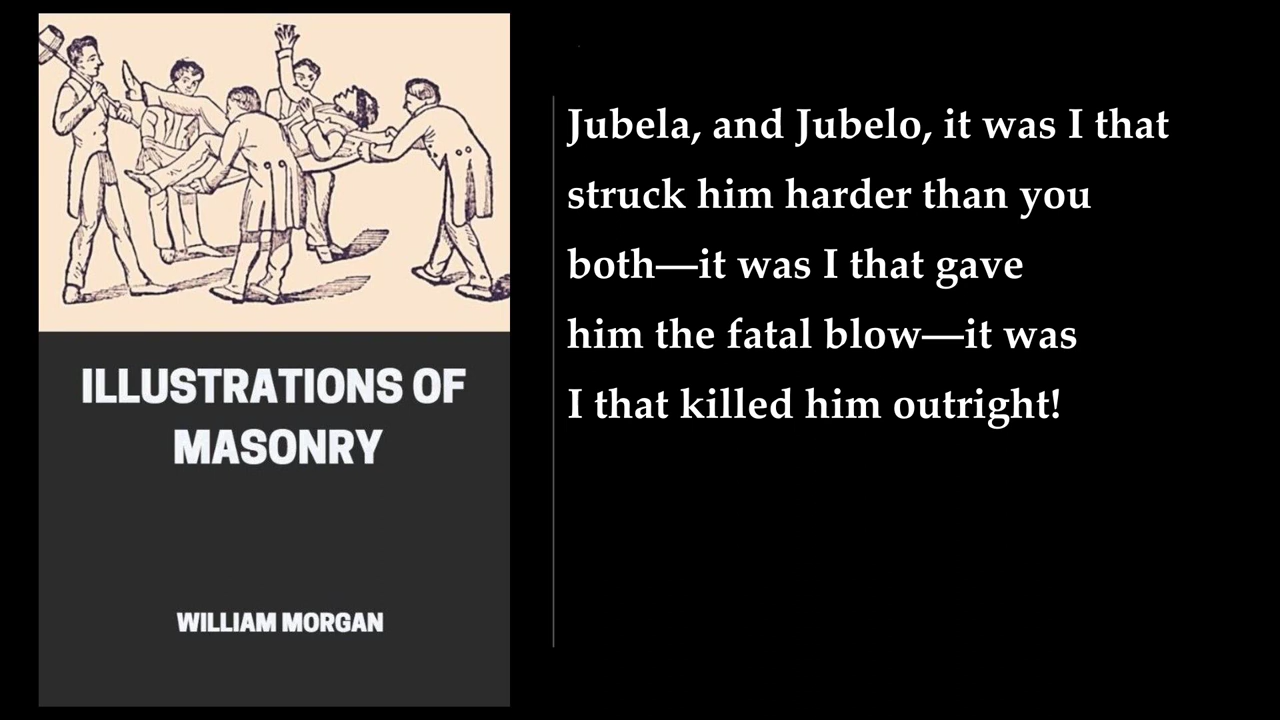 ILLUSTRATIONS OF
MASONRY
WILLIAM MORGAN
Jubela, and Jubelo, it was I that
struck him harder than you
both—it was I that gave
him the fatal blow—it was
I that killed him outright!